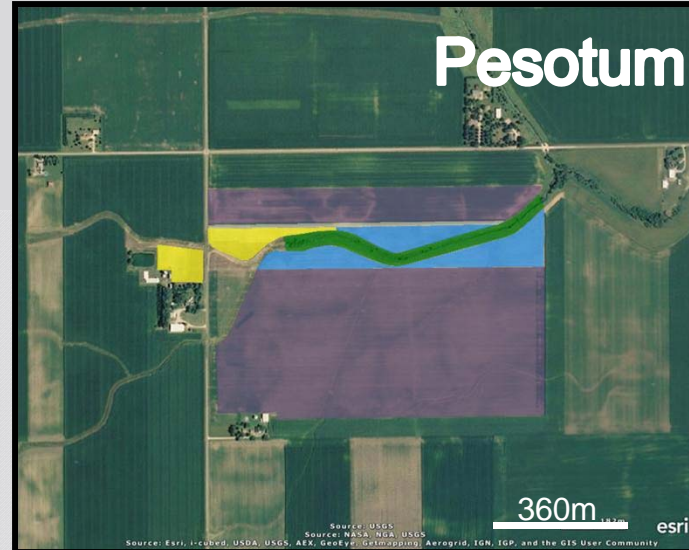 Pesotum
360m
esri
Source: USGS
Source: NASA, NGA, USGS
Source: Esri, i-cubed, USDA, USGS, AEX, GeoEye, Getmapping, Aerogrid, IGN, IGP, and the GIS User Community